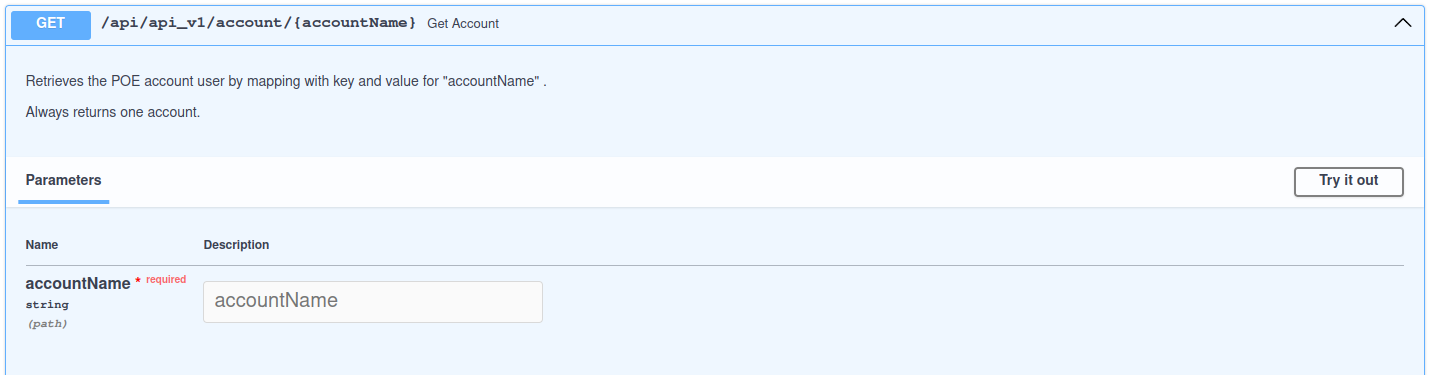 GET /api/api_v1/account/{accountName} Get Account
Retrieves the POE account user by mapping with key and value for "accountName" .
Always returns one account.
Parameters
Try it out
Name Description
accountName * required
string
(path)
accountName